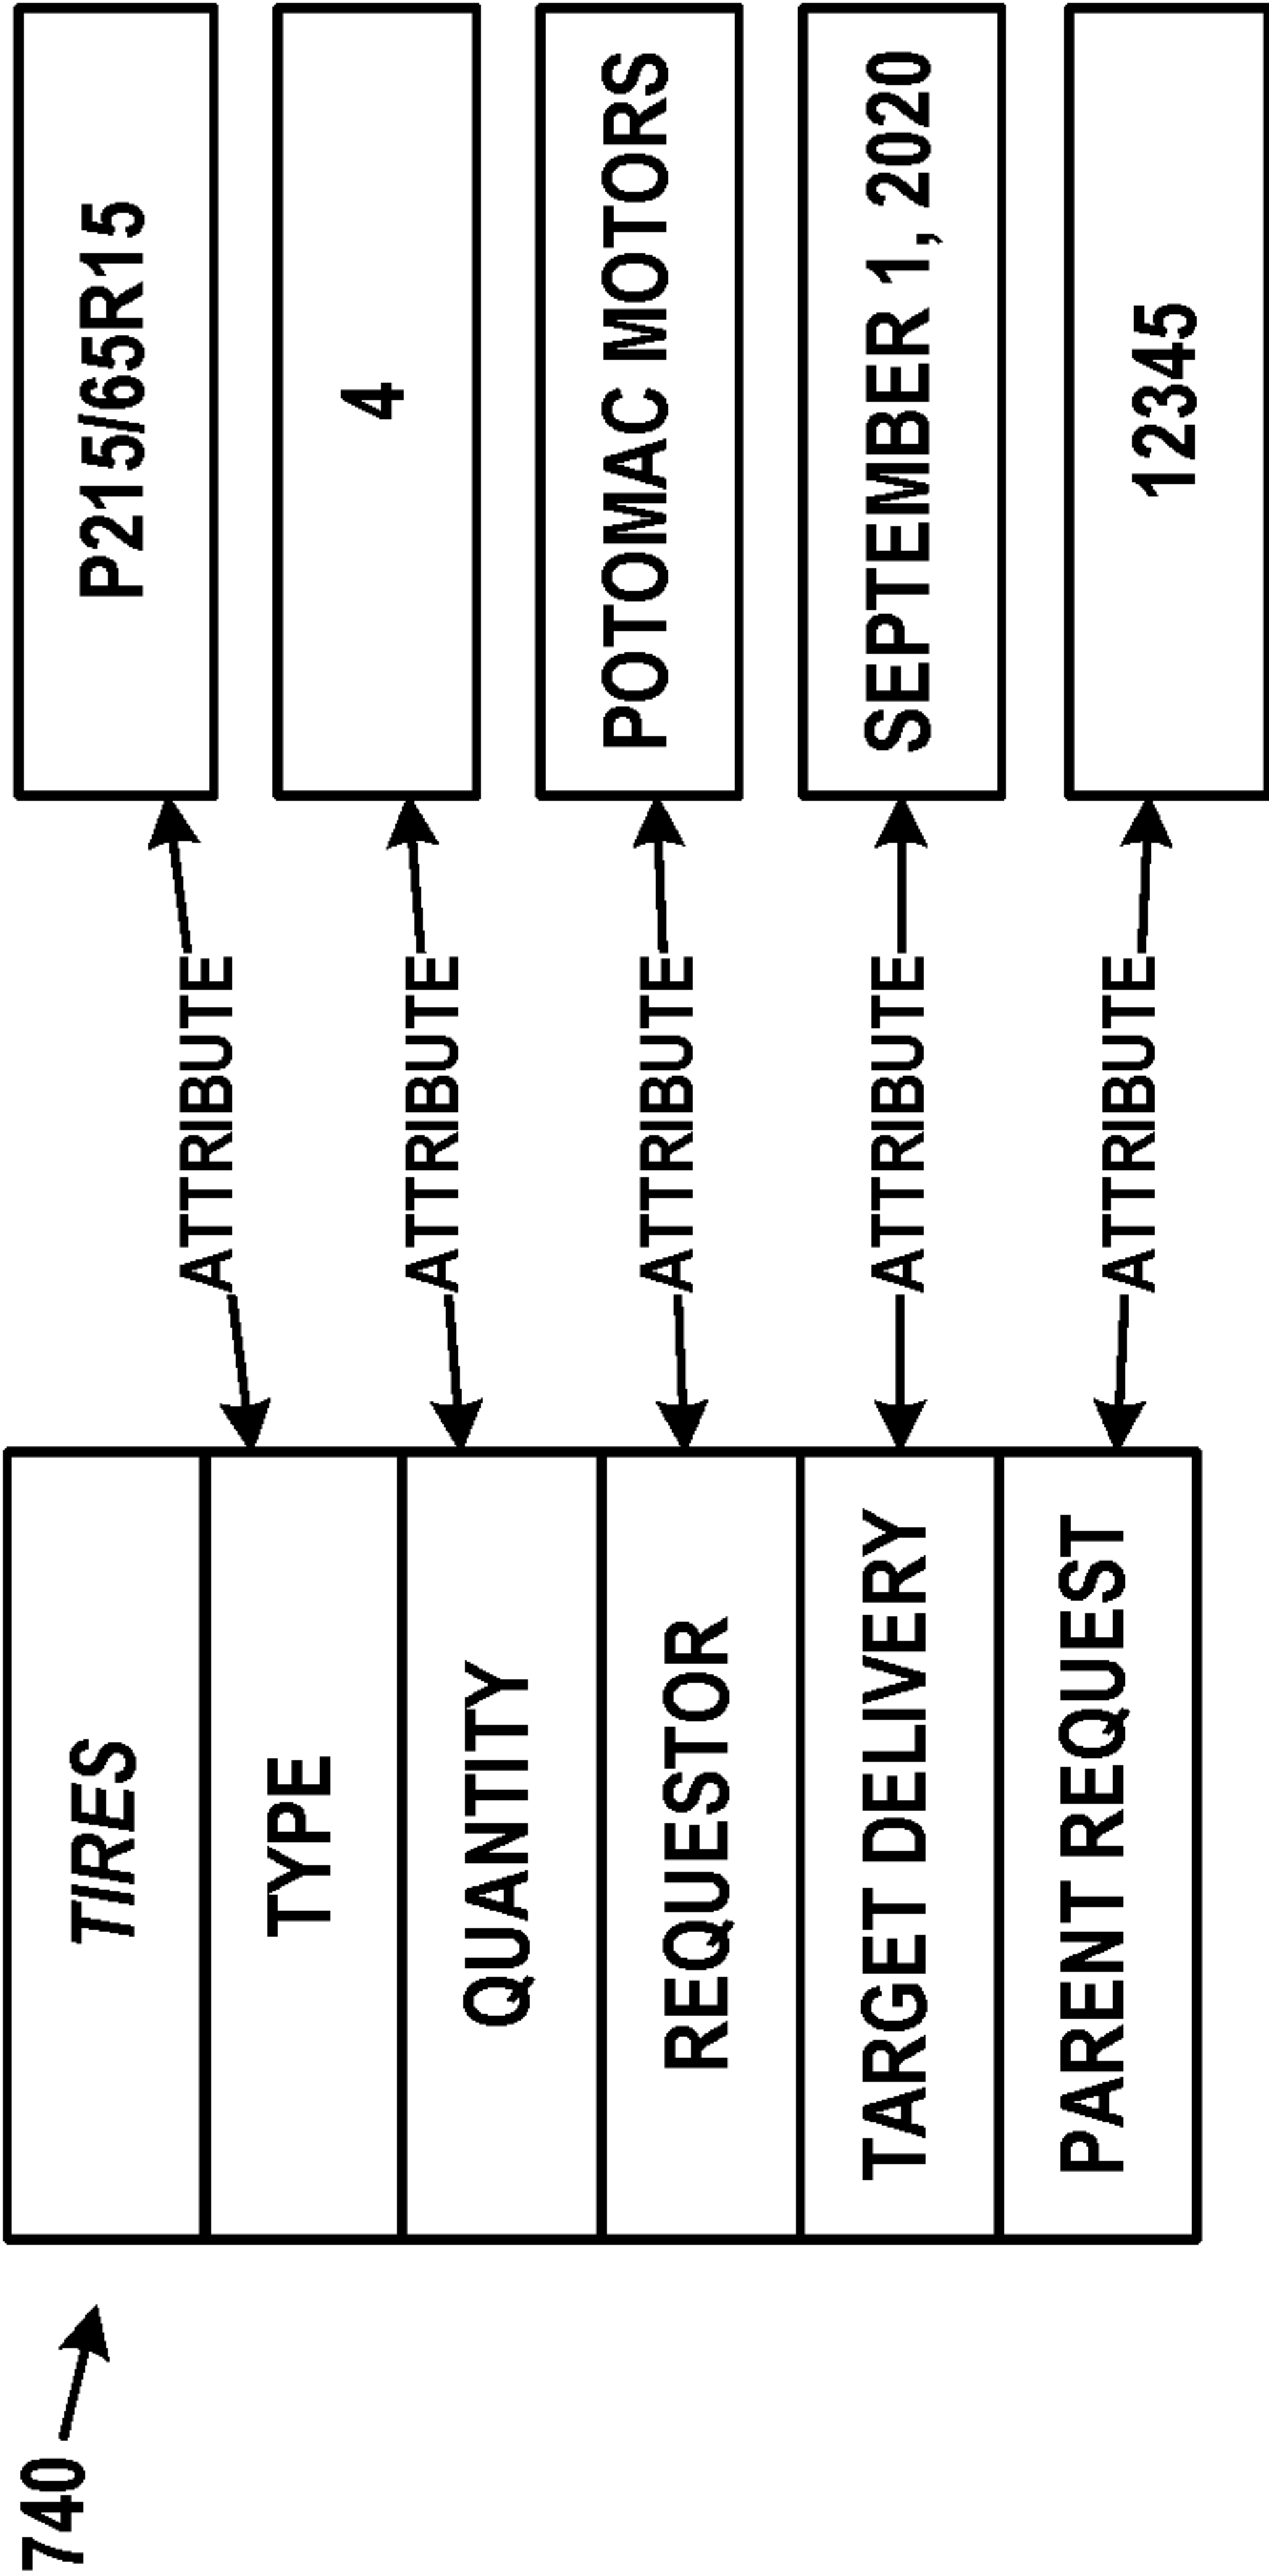 740
TIRES
TYPE
ATTRIBUTE
P215/65R15
QUANTITY
ATTRIBUTE
4
REQUESTOR
ATTRIBUTE
POTOMAC MOTORS
TARGET DELIVERY
ATTRIBUTE
SEPTEMBER 1, 2020
PARENT REQUEST
ATTRIBUTE
12345